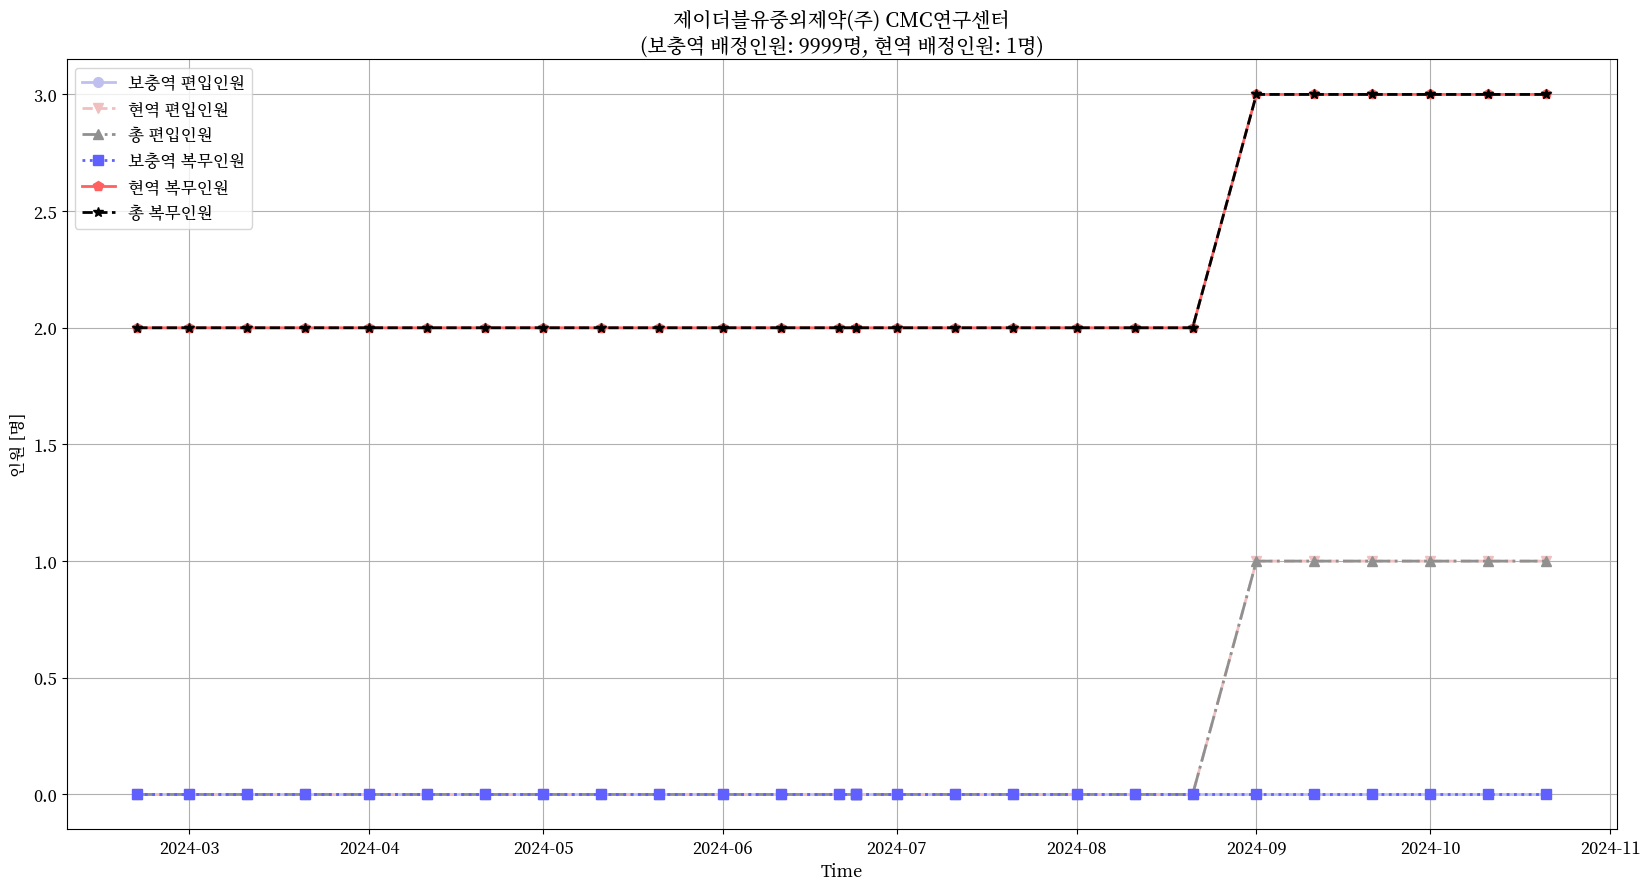 제이더블유중외제약(주) CMC연구센터
(보충역 배정인원: 9999명, 현역 배정인원: 1명)
보충역 편입인원
현역 편입인원
총 편입인원
보충역 복무인원
현역 복무인원
총 복무인원
3.0
2.5
2.0
1.5
1.0
0.5
0.0
인원 [명]
2024-03 2024-04 2024-05 2024-06 2024-07 2024-08 2024-09 2024-10 2024-11
Time